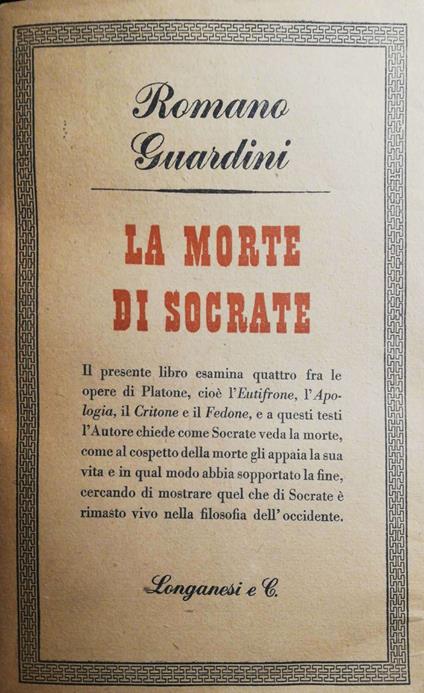 Romano
Guardini
LA MORTE
DI SOCRATE
Il presente libro esamina quattro fra le
opere di Platone, cioè l'Eutifrone, l'Apo-
logia, il Critone e il Fedone, e a questi testi
l'Autore chiede come Socrate veda la morte,
come al cospetto della morte gli appaia la sua
vita e in qual modo abbia sopportato la fine,
cercando di mostrare quel che di Socrate è
rimasto vivo nella filosofia dell'occidente.
Longanesi e C.